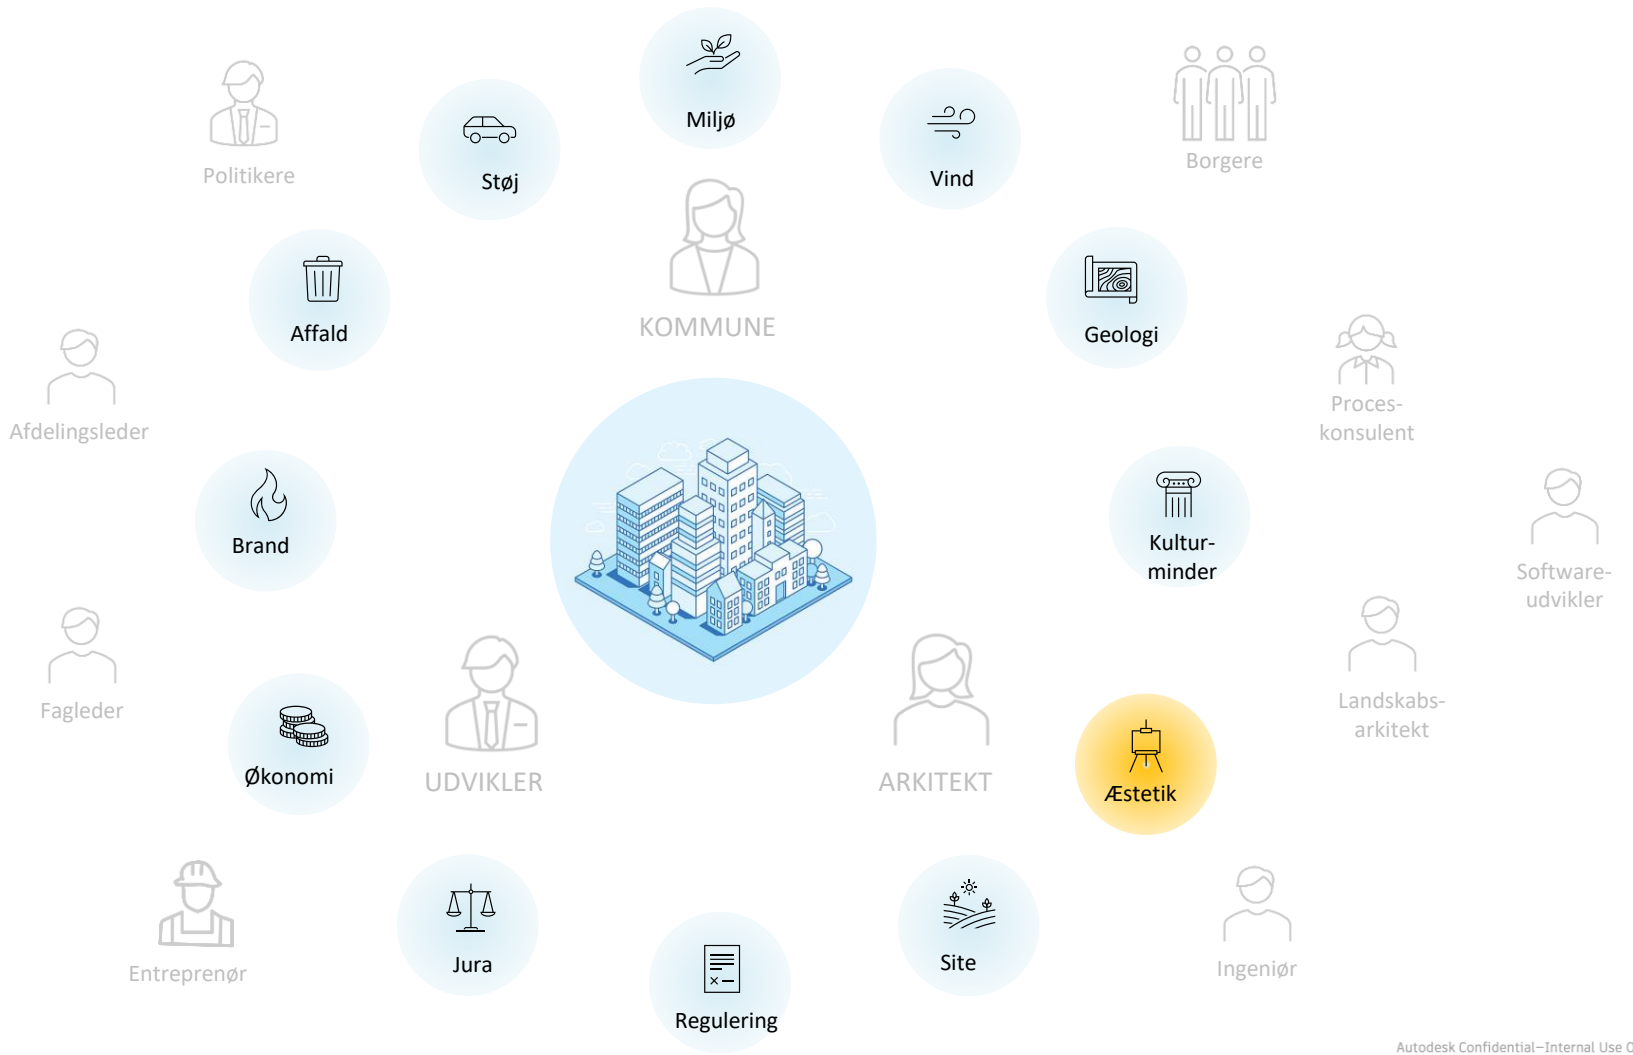 Miljø
Politikere
Støj
Vind
Borgere
Affald
KOMMUNE
Geologi
Afdelingsleder
Proces-
konsulent
Brand
Kultur-
minder
Software-
udvikler
Fagleder
Økonomi
UDVIKLER
ARKITEKT
Æstetik
Landskabs-
arkitekt
Entreprenør
Jura
Regulering
Site
Ingeniør
Autodesk Confidential–Internal Use O